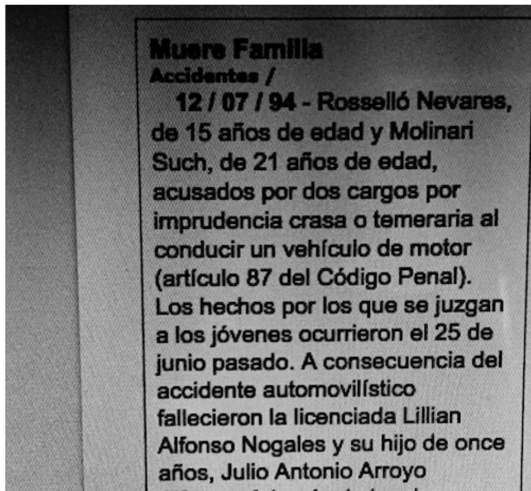 Muere Familia
Accidentes /
12 / 07 / 94 - Rosselló Nevares,
de 15 años de edad y Molinari
Such, de 21 años de edad,
acusados por dos cargos por
imprudencia crasa o temeraria al
conducir un vehículo de motor
(artículo 87 del Código Penal).
Los hechos por los que se juzgan
a los jóvenes ocurrieron el 25 de
junio pasado. A consecuencia del
accidente automovilístico
fallecieron la licenciada Lillian
Alfonso Nogales y su hijo de once
años, Julio Antonio Arroyo